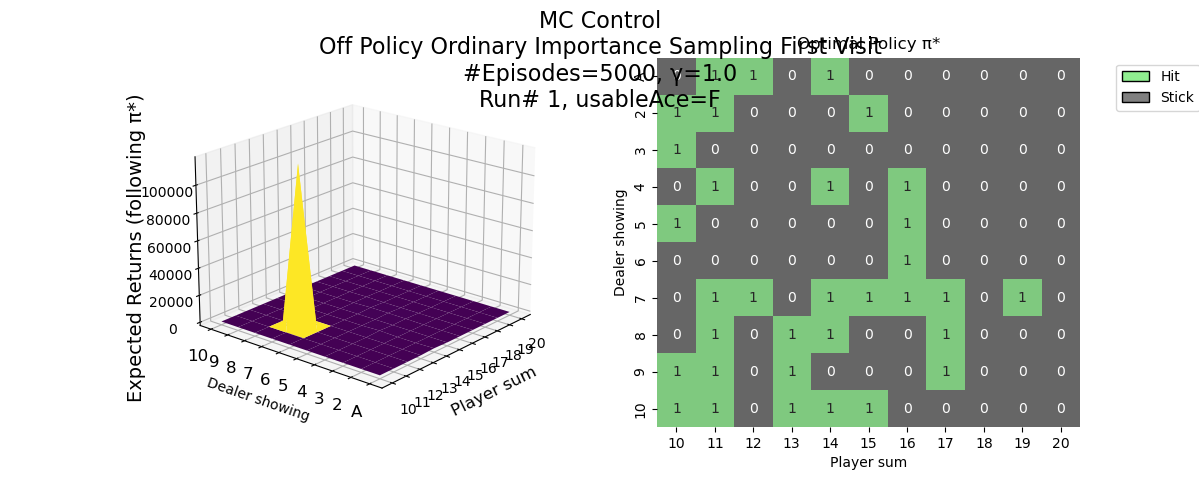 MC Control
Off Policy Ordinary Importance Sampling First Visit
#Episodes=5000, γ=1.0
Run# 1, usableAce=F
Expected Returns (following π*)
100000
80000
60000
40000
20000
0
10 9 8 7 6 5 4 3 2 A
Dealer showing
10 11 12 13 14 15 16 17 18 19 20
Player sum
Optimal Policy π*
0 1 1 0 1 0 0 0 0 0 0
2 1 1 0 0 0 1 0 0 0 0 0
3 1 0 0 0 0 0 0 0 0 0 0
4 0 1 0 0 1 0 1 0 0 0 0
5 1 0 0 0 0 0 1 0 0 0 0
6 0 0 0 0 0 0 1 0 0 0 0
7 0 1 1 0 1 1 1 1 0 1 0
8 0 1 0 1 1 0 0 1 0 0 0
9 1 1 0 1 0 0 0 1 0 0 0
10 1 1 0 1 1 1 0 0 0 0 0
10 11 12 13 14 15 16 17 18 19 20
Player sum
Dealer showing
Hit
Stick